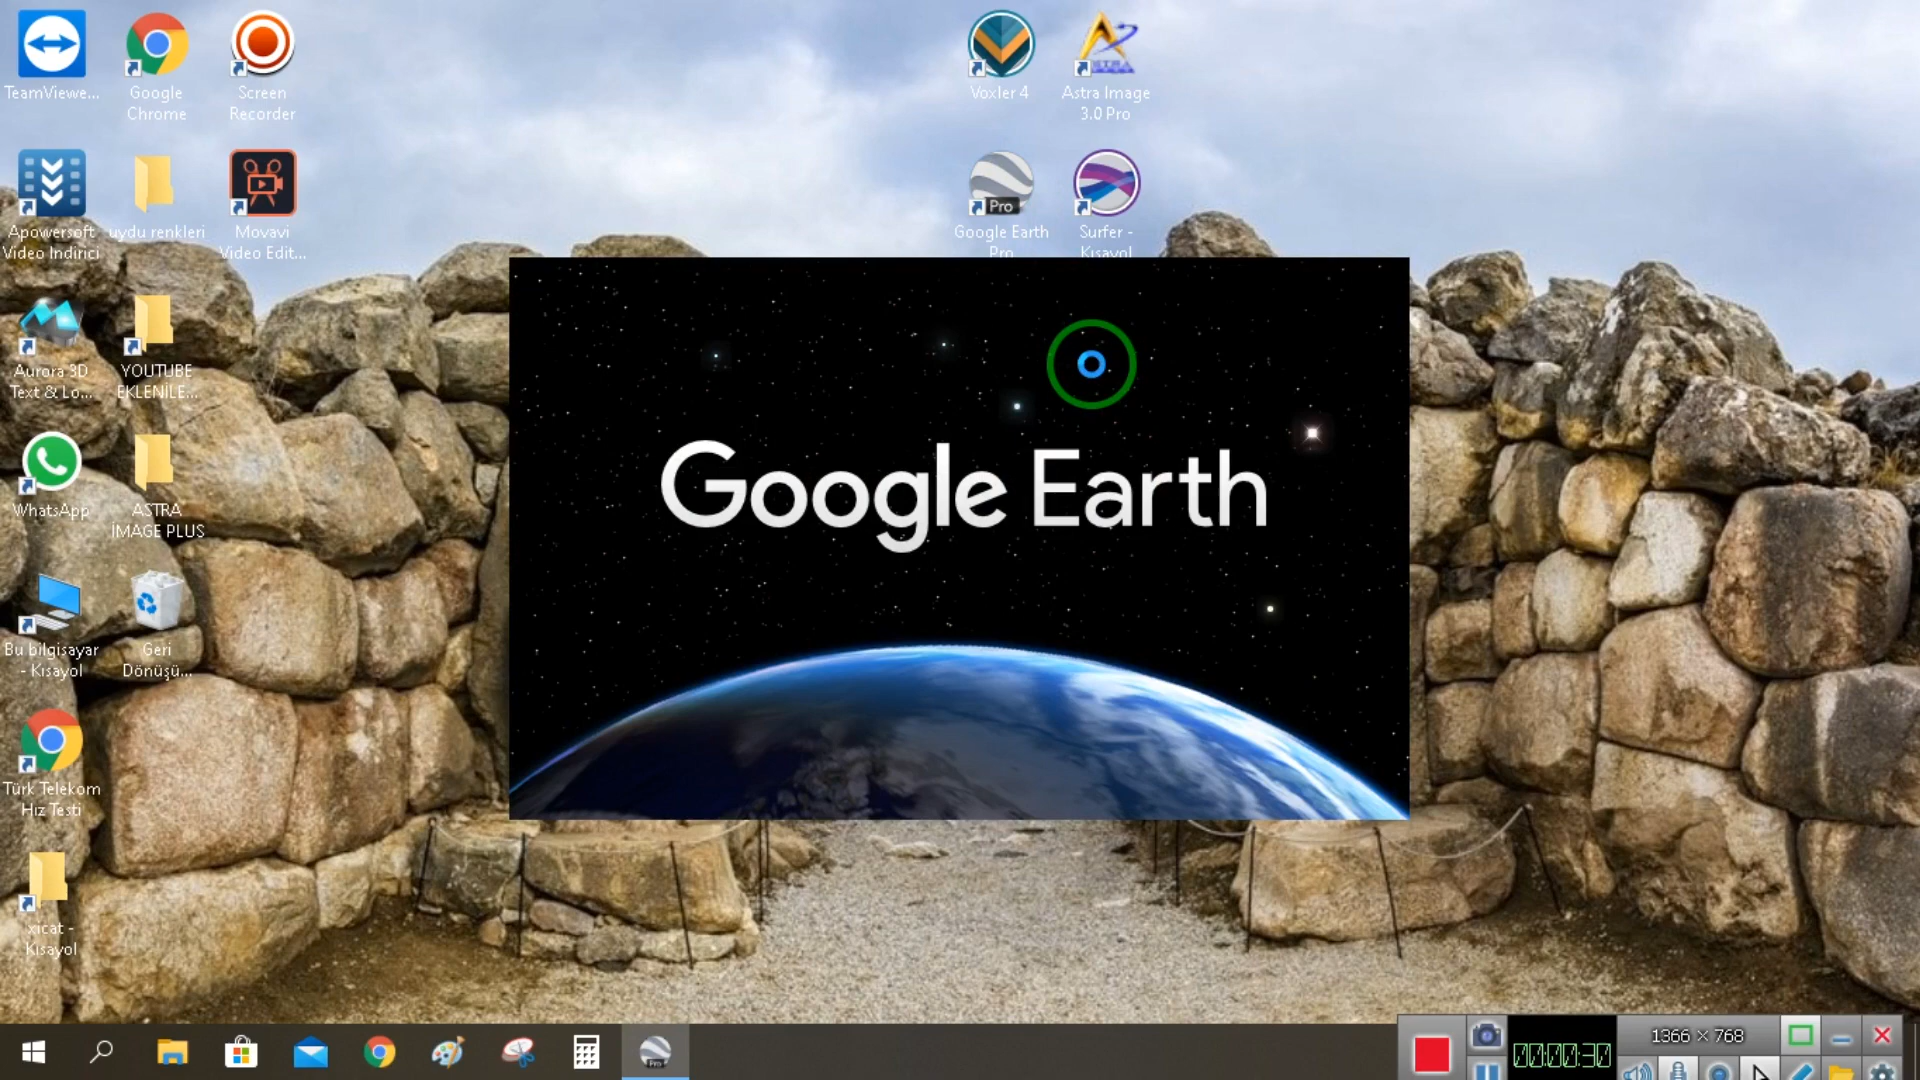 TeamViewe...
Google
Chrome
Screen
Recorder
Voxler 4
Astra Image
3.0 Pro
Apowersoft
Video Indirici
uydu renkleri
Movavi
Video Edit...
Pro
Google Earth
Pro
Surfer -
Kısayol
Aurora 3D
Text & Lo...
YOUTUBE
EKLENİLE...
Google Earth
WhatsApp
ASTRA
İMAGE PLUS
Bu bilgisayar
- Kısayol
Geri
Dönüşü...
Türk Telekom
Hız Testi
xicat -
Kısayol
1366 × 768
00:00:30